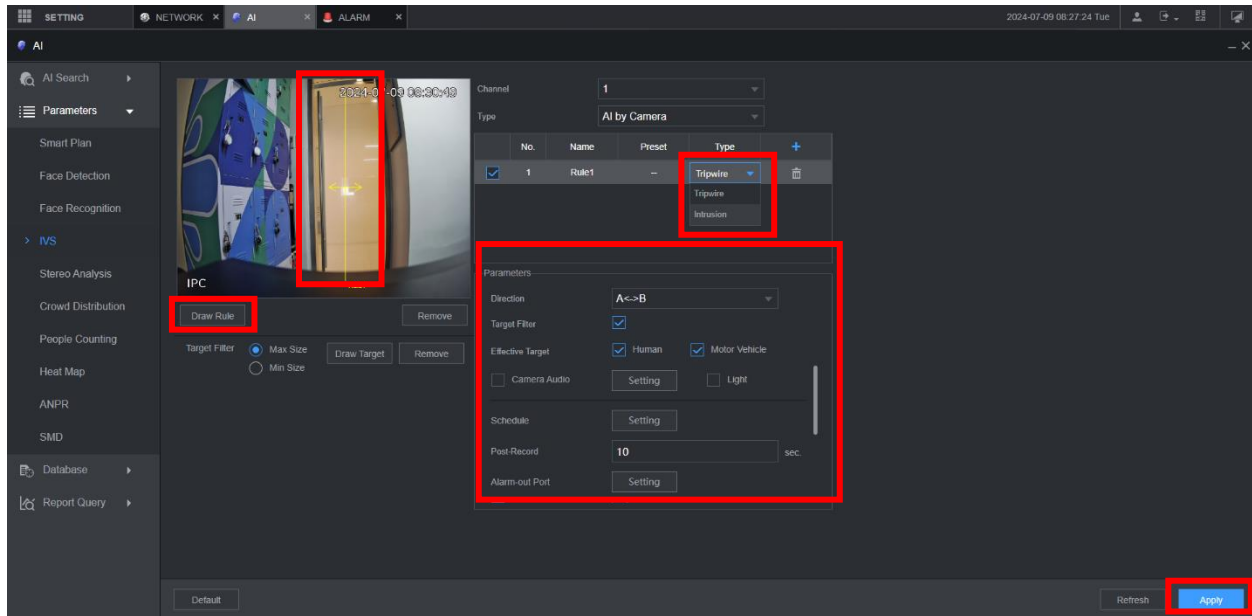 SETTING NETWORK AI ALARM 2024-07-09 08:27:24 Tue
AI
AI Search
Parameters
Smart Plan
Face Detection
Face Recognition
IVS
Stereo Analysis
Crowd Distribution
People Counting
Heat Map
ANPR
SMD
Database
Report Query
IPC
Draw Rule Remove
Target Filter Max Size Draw Target Remove
Min Size
Channel 1
Type AI by Camera
No. Name Preset Type
1 Rule1 -- Tripwire
Tripwire
Intrusion
Parameters
Direction A<->B
Target Filter
Effective Target Human Motor Vehicle
Camera Audio Setting Light
Schedule Setting
Post-Record 10 sec.
Alarm-out Port Setting
Default Refresh Apply